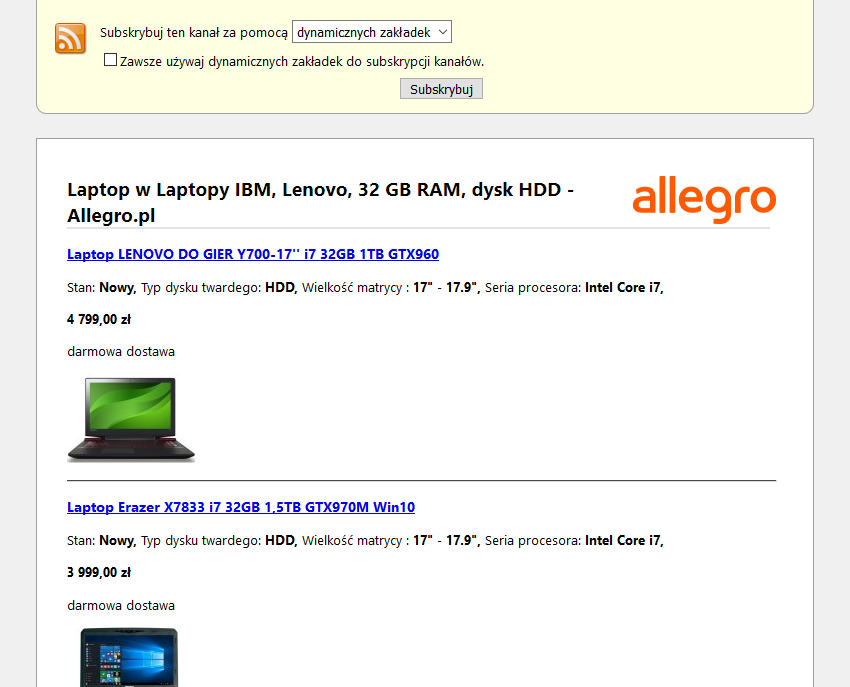 Subskrybuj ten kanał za pomocą dynamicznych zakładek
Zawsze używaj dynamicznych zakładek do subskrypcji kanałów.
Subskrybuj
Laptop w Laptopy IBM, Lenovo, 32 GB RAM, dysk HDD -
Allegro.pl
allegro
Laptop LENOVO DO GIER Y700-17'' i7 32GB 1TB GTX960
Stan: Nowy, Typ dysku twardego: HDD, Wielkość matrycy : 17" - 17.9", Seria procesora: Intel Core i7,
4 799,00 zł
darmowa dostawa
Laptop Erazer X7833 i7 32GB 1,5TB GTX970M Win10
Stan: Nowy, Typ dysku twardego: HDD, Wielkość matrycy : 17" - 17.9", Seria procesora: Intel Core i7,
3 999,00 zł
darmowa dostawa